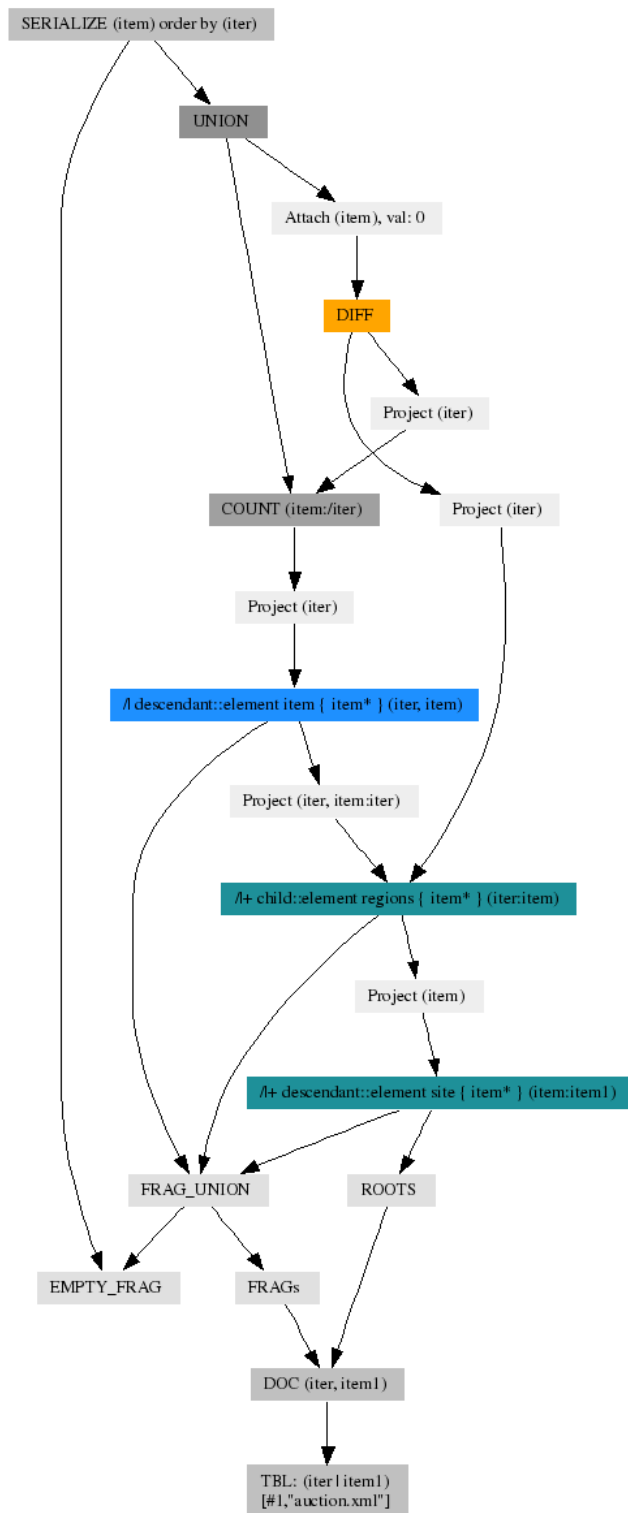 SERIALIZE (item) order by (iter)
UNION
Attach (item), val: 0
DIFF
Project (iter)
COUNT (item:/iter)
Project (iter)
Project (iter)
/| descendant::element item { item* } (iter, item)
Project (iter, item:iter)
/|+ child::element regions { item* } (iter:item)
Project (item)
/|+ descendant::element site { item* } (item:item1)
FRAG_UNION
ROOTS
EMPTY_FRAG
FRAGs
DOC (iter, item1)
TBL: (iter | item1)
[#1,"auction.xml"]